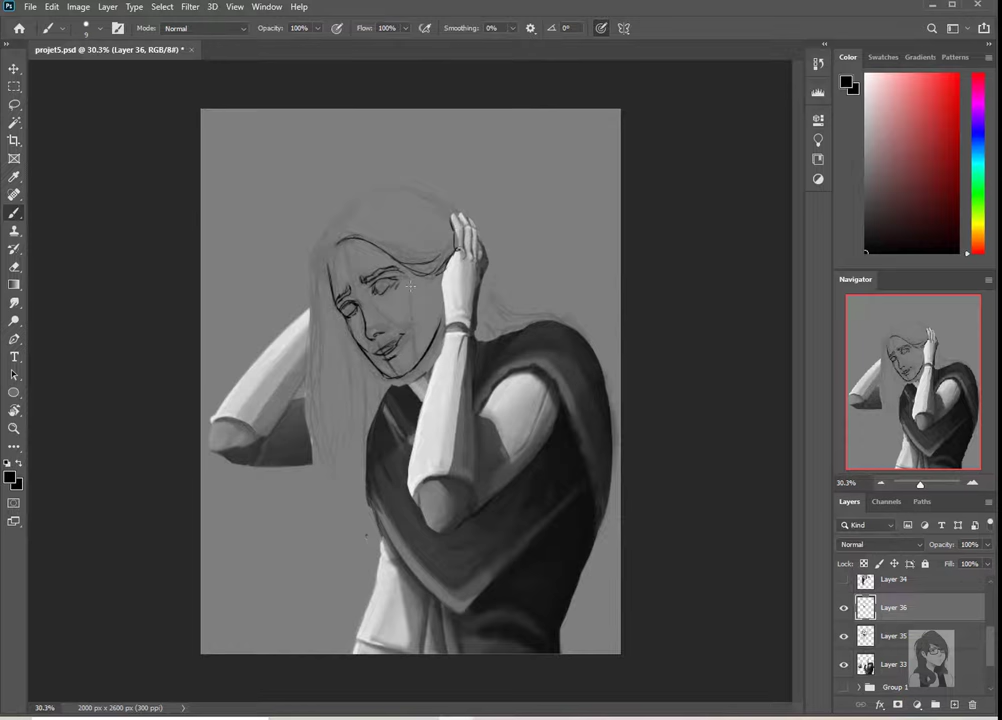 Ps File Edit Image Layer Type Select Filter 3D View Window Help
9 Mode: Normal Opacity: 100% Flow: 100% Smoothing: 0% 0°
projet5.psd @ 30.3% (Layer 36, RGB/8#) *
Color Swatches Gradients Patterns
Navigator
30.3%
Layers Channels Paths
Kind
Normal Opacity: 100%
Lock: Fill: 100%
Layer 34
Layer 36
Layer 35
Layer 33
Group 1
30.3% 2000 px x 2600 px (300 ppi)
fx